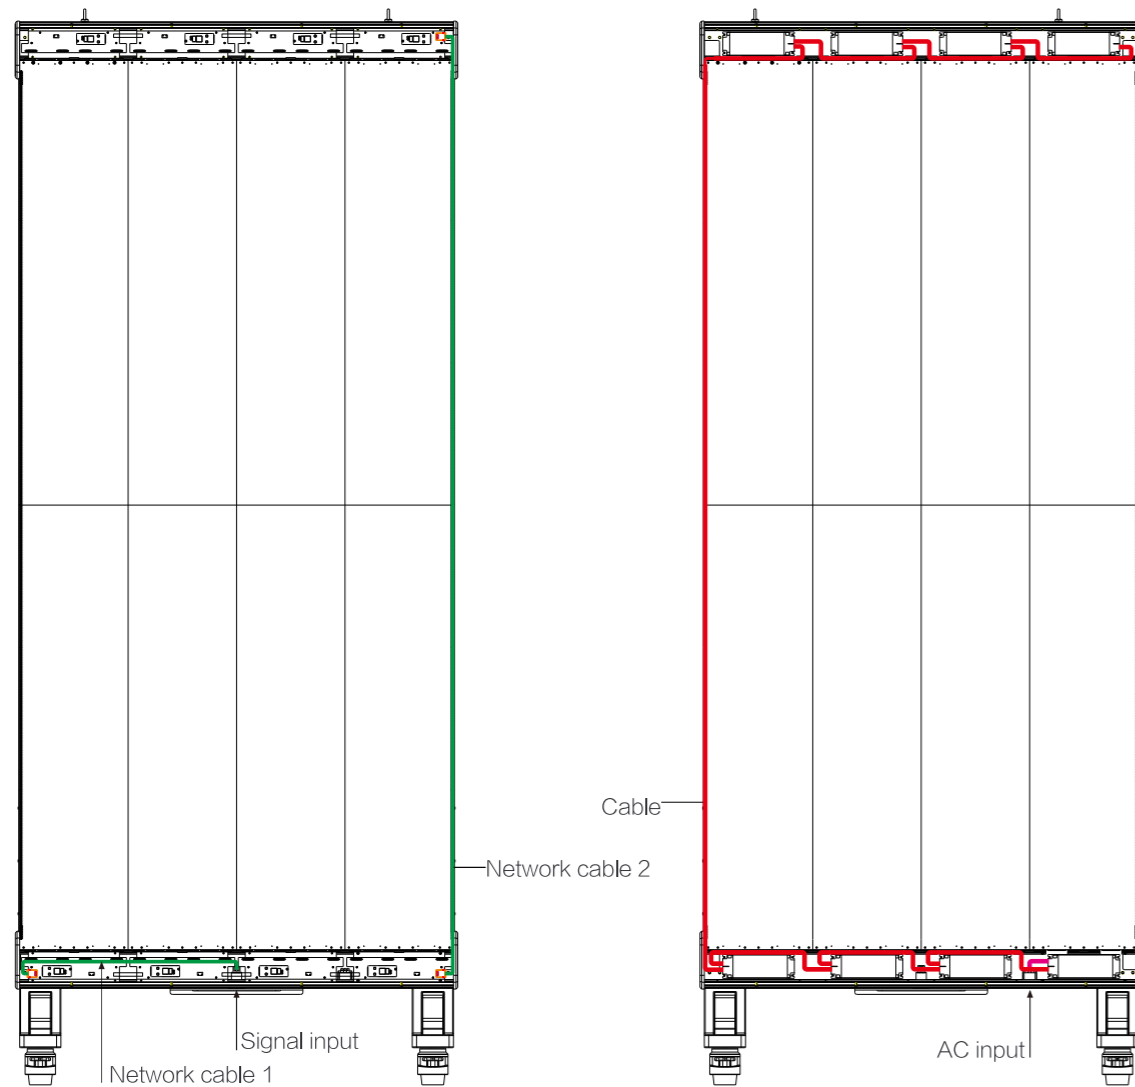 Cable
Network cable 2
Signal input
AC input
Network cable 1